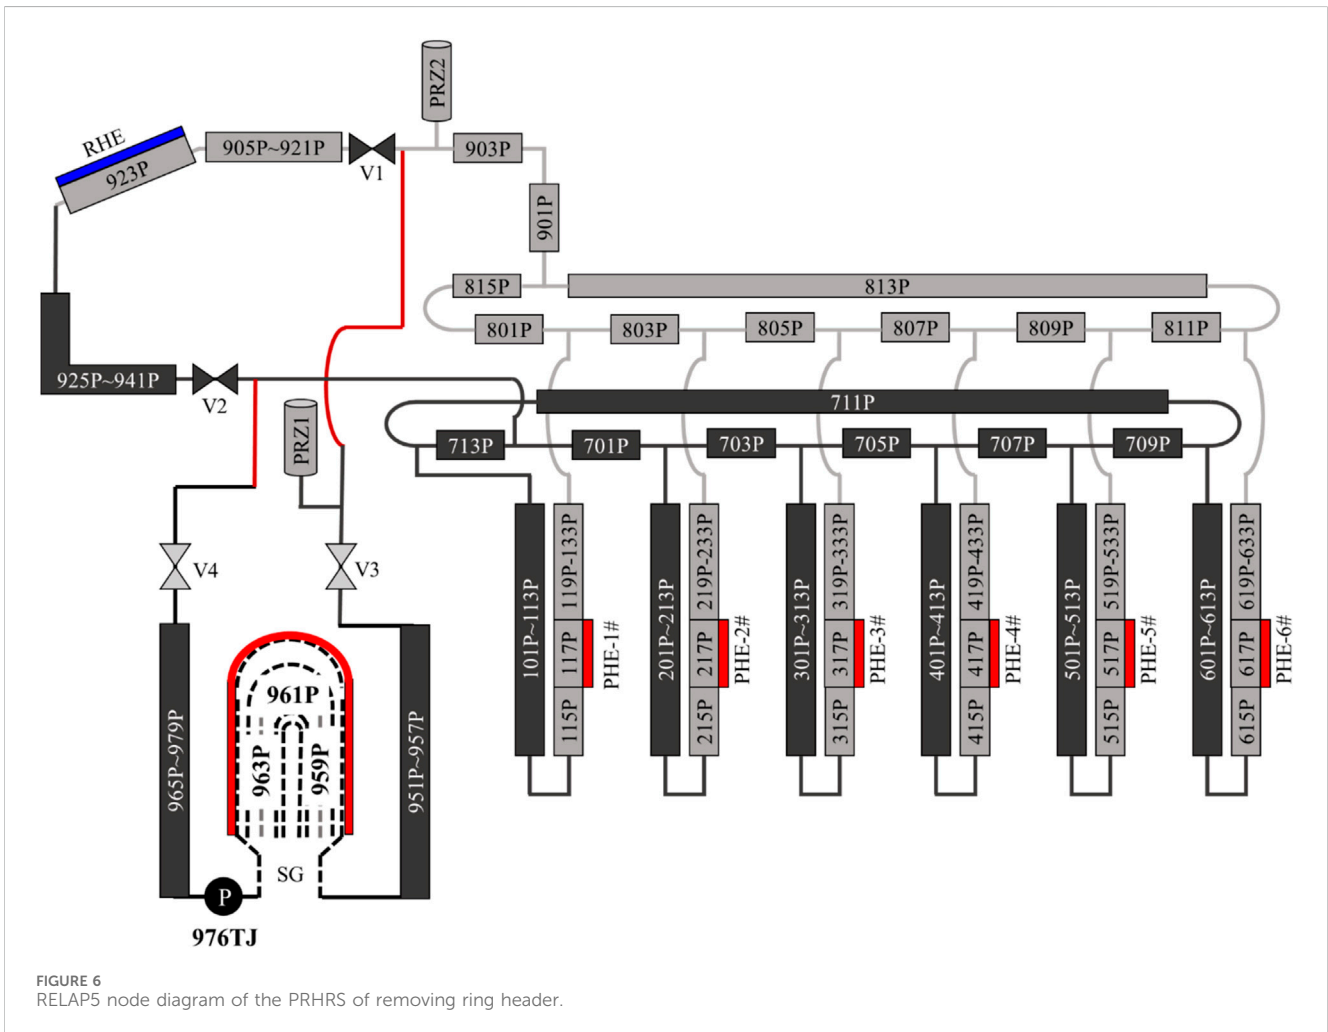 PRZ2
RHE
923P
905P~921P
V1
903P
901P
815P
813P
801P
803P
805P
807P
809P
811P
925P~941P
V2
711P
PRZ1
713P
701P
703P
705P
707P
709P
V4
V3
101P~113P
119P-133P
117P
115P
PHE-1#
201P~213P
219P-233P
217P
215P
PHE-2#
301P~313P
319P-333P
317P
315P
PHE-3#
401P~413P
419P-433P
417P
415P
PHE-4#
501P~513P
519P-533P
517P
515P
PHE-5#
601P~613P
619P-633P
617P
615P
PHE-6#
965P~979P
961P
963P
959P
951P~957P
SG
P
976TJ
FIGURE 6
RELAP5 node diagram of the PRHRS of removing ring header.